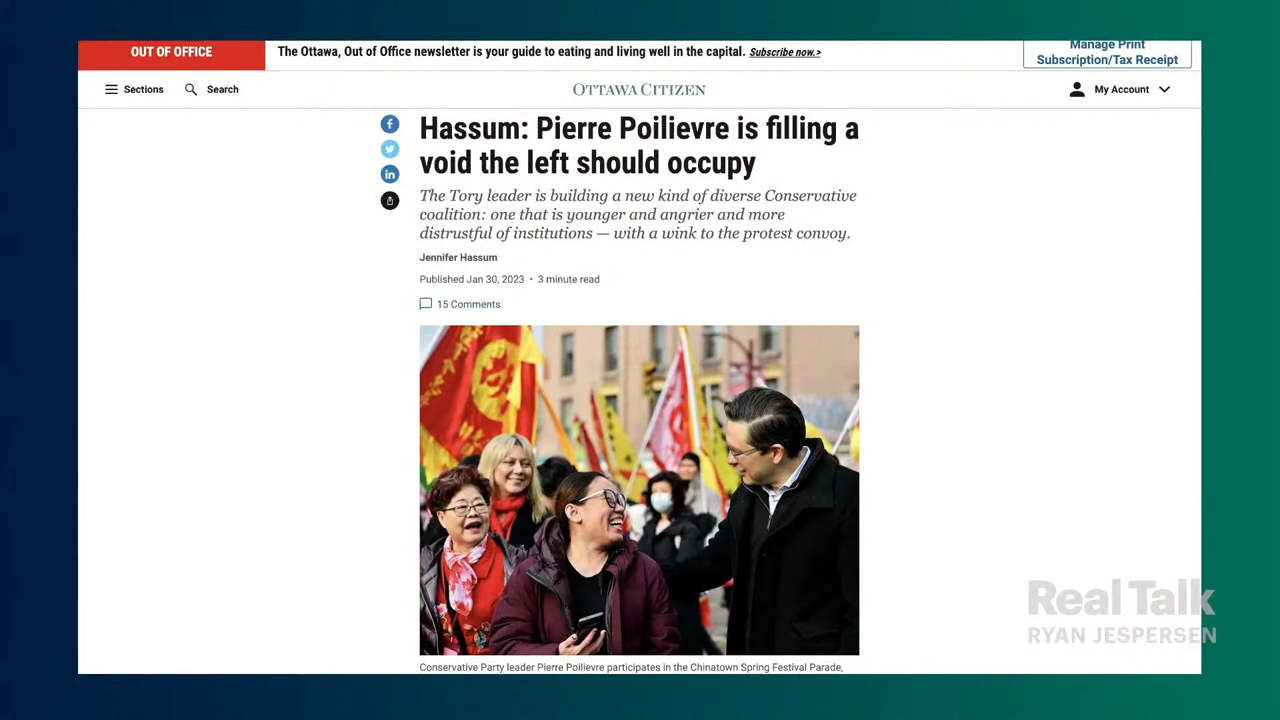 OUT OF OFFICE
The Ottawa, Out of Office newsletter is your guide to eating and living well in the capital. Subscribe now.>
Manage Print
Subscription/Tax Receipt
Sections
Search
OTTAWA CITIZEN
My Account
Hassum: Pierre Poilievre is filling a
void the left should occupy
The Tory leader is building a new kind of diverse Conservative
coalition: one that is younger and angrier and more
distrustful of institutions — with a wink to the protest convoy.
Jennifer Hassum
Published Jan 30, 2023 • 3 minute read
15 Comments
Conservative Party leader Pierre Poilievre participates in the Chinatown Spring Festival Parade,
Real Talk
RYAN JESPERSEN